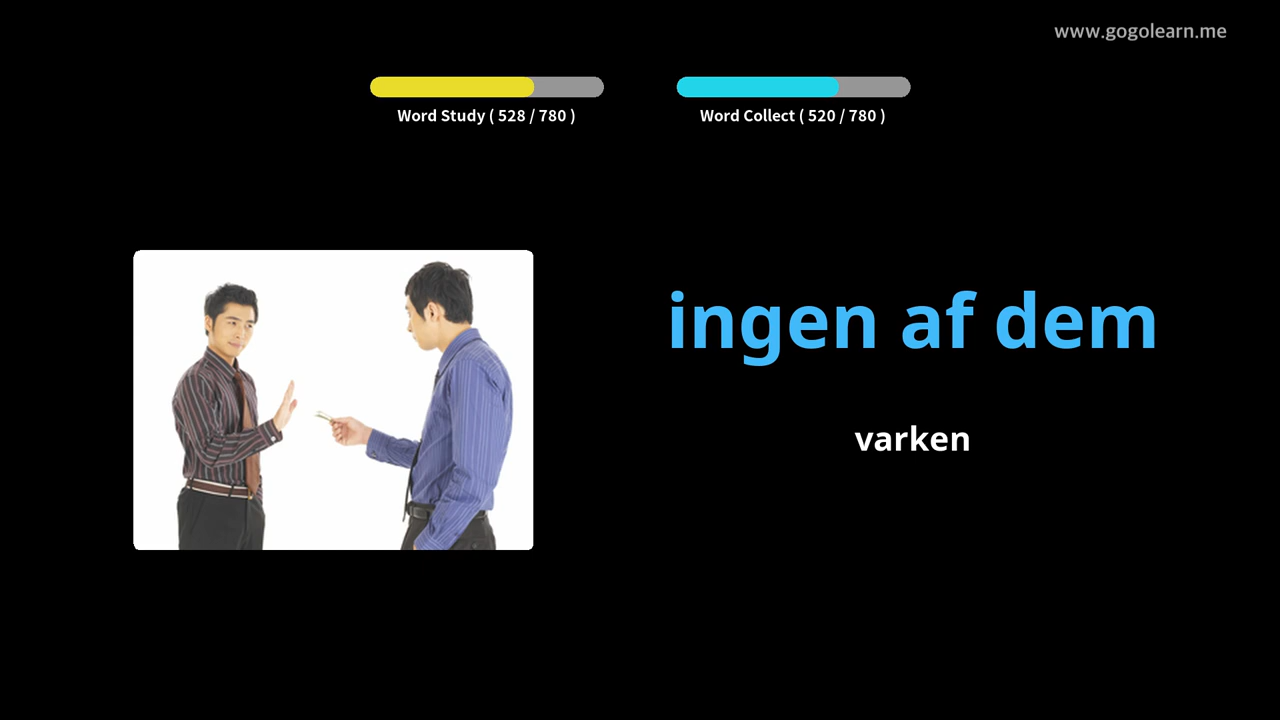 www.gogolearn.me
Word Study ( 528 / 780 )
Word Collect ( 520 / 780 )
ingen af dem
varken